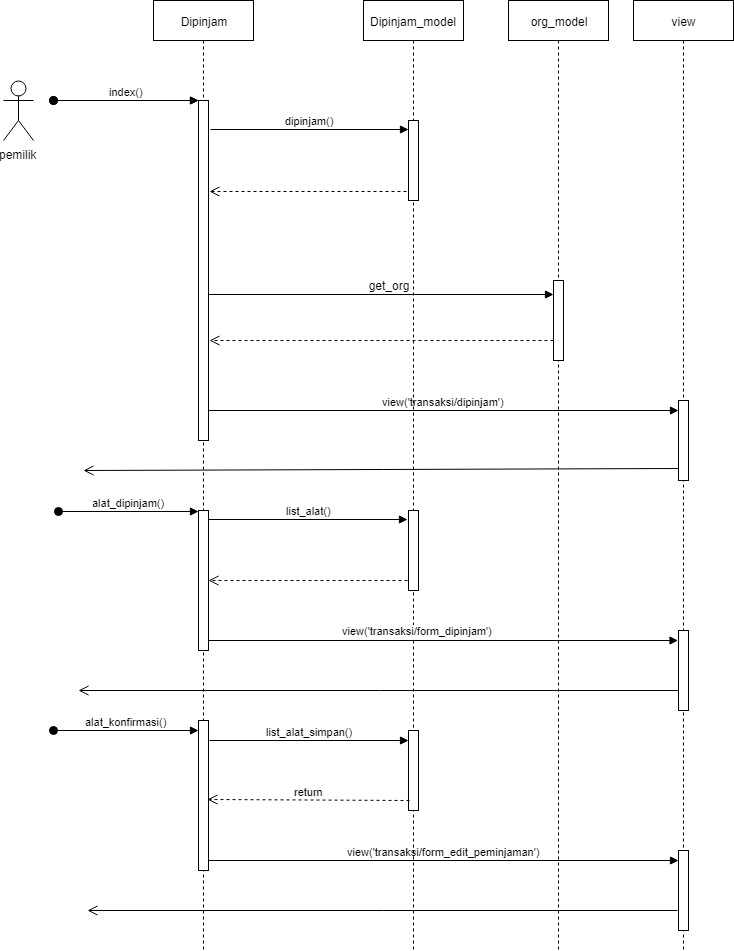 Dipinjam
Dipinjam_model
org_model
view
index()
pemilik
dipinjam()
get_org
view('transaksi/dipinjam')
alat_dipinjam()
list_alat()
view('transaksi/form_dipinjam')
alat_konfirmasi()
list_alat_simpan()
return
view('transaksi/form_edit_peminjaman)